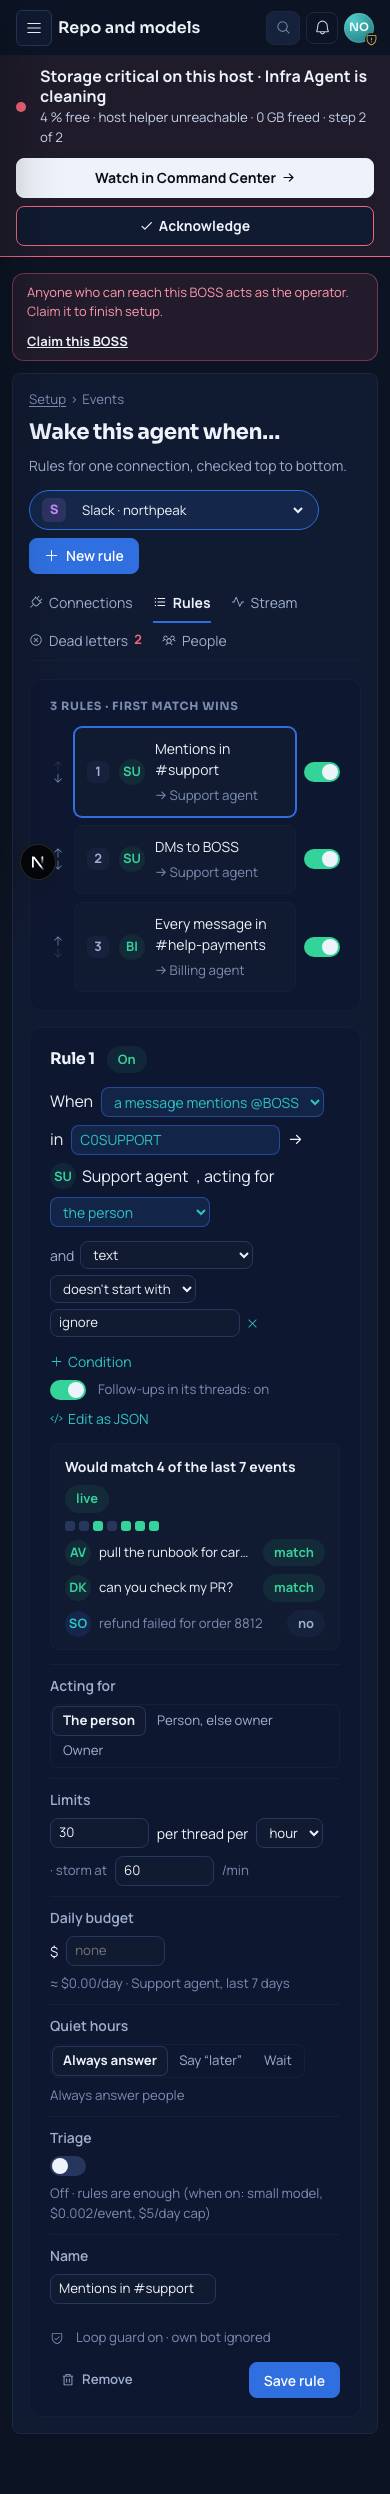 Repo and models
NO
Storage critical on this host · Infra Agent is
cleaning
4 % free · host helper unreachable · 0 GB freed · step 2
of 2
Watch in Command Center →
✓ Acknowledge
Anyone who can reach this BOSS acts as the operator.
Claim it to finish setup.
Claim this BOSS
Setup > Events
Wake this agent when...
Rules for one connection, checked top to bottom.
S Slack · northpeak
+ New rule
Connections Rules Stream
Dead letters 2 People
3 RULES · FIRST MATCH WINS
1 SU Mentions in
#support
→ Support agent
N
2 SU DMs to BOSS
→ Support agent
3 BI Every message in
#help-payments
→ Billing agent
Rule 1 On
When a message mentions @BOSS
in C0SUPPORT →
SU Support agent , acting for
the person
and text
doesn't start with
ignore ×
+ Condition
Follow-ups in its threads: on
</> Edit as JSON
Would match 4 of the last 7 events
live
AV pull the runbook for car... match
DK can you check my PR? match
SO refund failed for order 8812 no
Acting for
The person Person, else owner
Owner
Limits
30 per thread per hour
· storm at 60 /min
Daily budget
$ none
≈ $0.00/day · Support agent, last 7 days
Quiet hours
Always answer Say “later” Wait
Always answer people
Triage
Off · rules are enough (when on: small model,
$0.002/event, $5/day cap)
Name
Mentions in #support
Loop guard on · own bot ignored
Remove Save rule